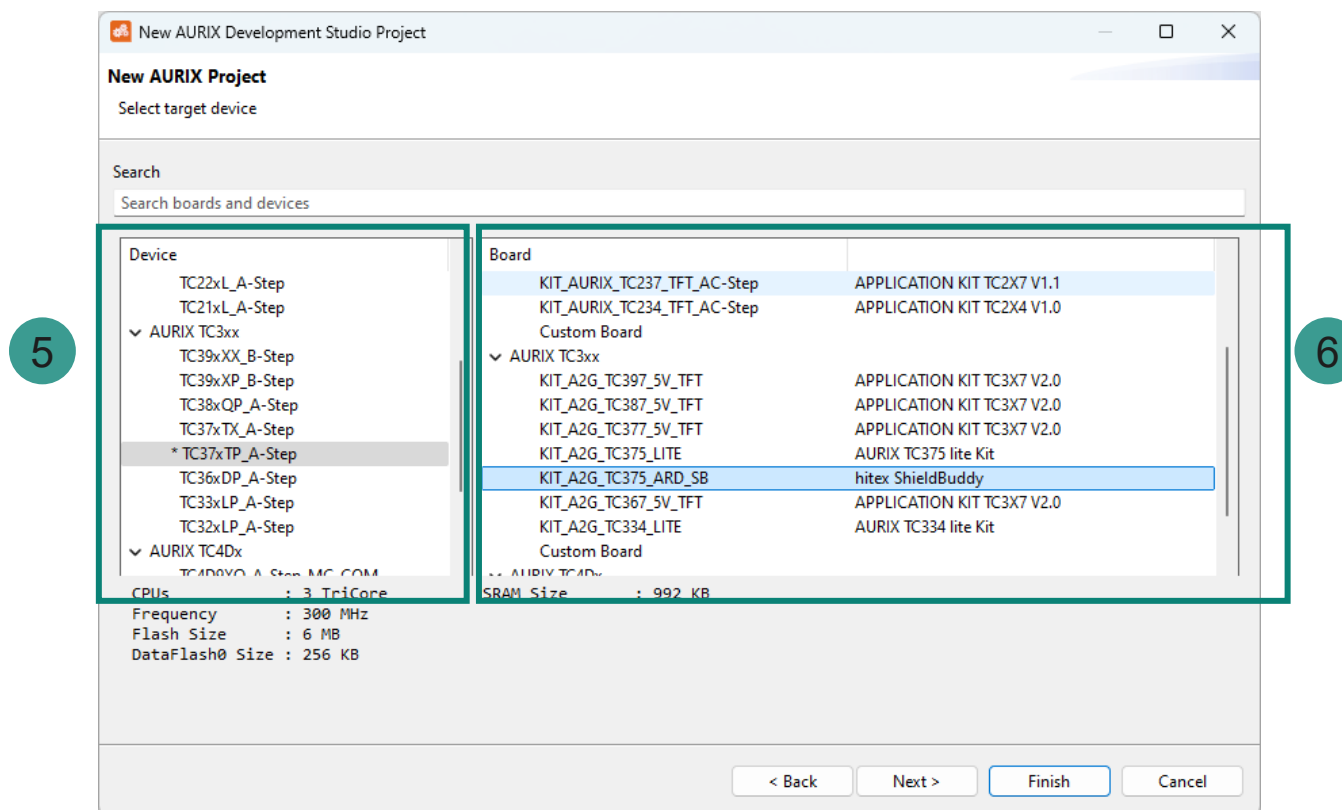 New AURIX Development Studio Project
New AURIX Project
Select target device
Search
Search boards and devices
5
Device
TC22xL_A-Step
TC21xL_A-Step
AURIX TC3xx
TC39xXX_B-Step
TC39xXP_B-Step
TC38xQP_A-Step
TC37xTX_A-Step
* TC37xTP_A-Step
TC36xDP_A-Step
TC33xLP_A-Step
TC32xLP_A-Step
AURIX TC4Dx
TC4D9XQ_A-Step_MC_COM
Board
KIT_AURIX_TC237_TFT_AC-Step APPLICATION KIT TC2X7 V1.1
KIT_AURIX_TC234_TFT_AC-Step APPLICATION KIT TC2X4 V1.0
Custom Board
AURIX TC3xx
KIT_A2G_TC397_5V_TFT APPLICATION KIT TC3X7 V2.0
KIT_A2G_TC387_5V_TFT APPLICATION KIT TC3X7 V2.0
KIT_A2G_TC377_5V_TFT APPLICATION KIT TC3X7 V2.0
KIT_A2G_TC375_LITE AURIX TC375 lite Kit
KIT_A2G_TC375_ARD_SB hitex ShieldBuddy
KIT_A2G_TC367_5V_TFT APPLICATION KIT TC3X7 V2.0
KIT_A2G_TC334_LITE AURIX TC334 lite Kit
Custom Board
AURIX TC4Dx
6
CPUs : 3 TriCore
Frequency : 300 MHz
Flash Size : 6 MB
DataFlash0 Size : 256 KB
SRAM Size : 992 KB
< Back
Next >
Finish
Cancel